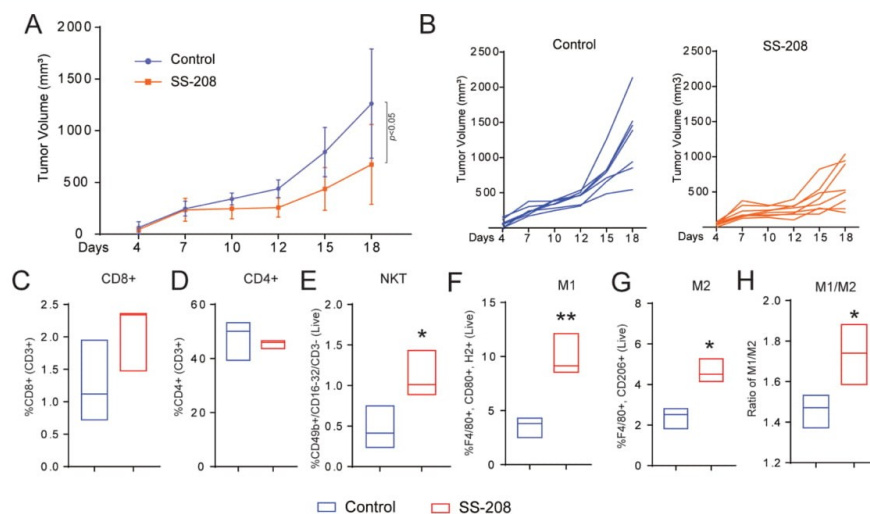 A
Tumor Volume (mm³)
2000
1500
1000
500
0
Control
SS-208
p<0.05
Days
4 7 10 12 15 18
B
Control
Tumor Volume (mm³)
2500
2000
1500
1000
500
Days
4 7 10 12 15 18
SS-208
Tumor Volume (mm3)
2500
2000
1500
1000
500
Days
4 7 10 12 15 18
C
CD8+
%CD8+ (CD3+)
2.5
2.0
1.5
1.0
0.5
0.0
D
CD4+
%CD4+ (CD3+)
60
40
20
0
E
NKT
%CD49b+/CD16-32/CD3- (Live)
2.0
1.5
1.0
0.5
0.0
*
F
M1
%F4/80+, CD80+, H2+ (Live)
15
10
5
0
**
G
M2
%F4/80+, CD206+ (Live)
8
6
4
2
0
*
H
M1/M2
Ratio of M1/M2
2.0
1.8
1.6
1.4
1.2
*
Control
SS-208